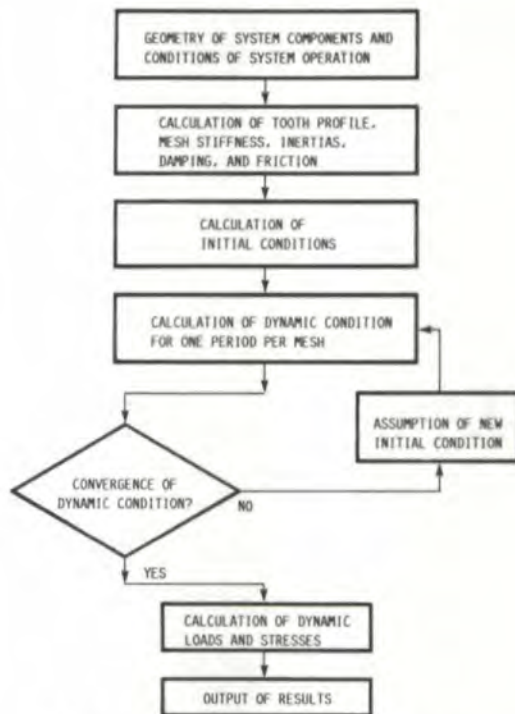 GEOMETRY OF SYSTEM COMPONENTS AND
CONDITIONS OF SYSTEM OPERATION
CALCULATION OF TOOTH PROFILE,
MESH STIFFNESS, INERTIAS,
DAMPING, AND FRICTION
CALCULATION OF
INITIAL CONDITIONS
CALCULATION OF DYNAMIC CONDITION
FOR ONE PERIOD PER MESH
ASSUMPTION OF NEW
INITIAL CONDITION
CONVERGENCE OF
DYNAMIC CONDITION?
NO
YES
CALCULATION OF DYNAMIC
LOADS AND STRESSES
OUTPUT OF RESULTS